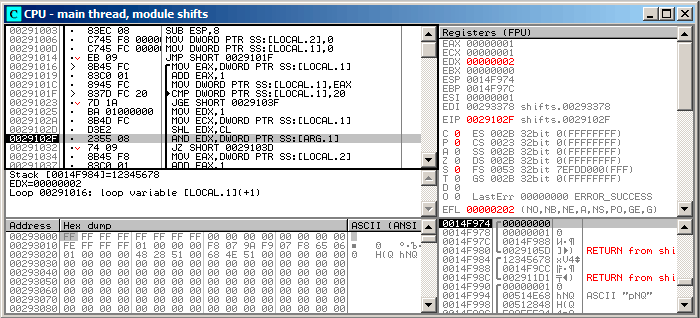 C CPU - main thread, module shifts
00291003 · 83EC 08 SUB ESP,8
00291006 · C745 F8 00000 MOV DWORD PTR SS:[LOCAL.2],0
0029100D · C745 FC 00000 MOV DWORD PTR SS:[LOCAL.1],0
00291014 · EB 09 JMP SHORT 0029101F
00291016 > 8B45 FC MOV EAX,DWORD PTR SS:[LOCAL.1]
00291019 · 83C0 01 ADD EAX,1
0029101C · 8945 FC MOV DWORD PTR SS:[LOCAL.1],EAX
0029101F > 837D FC 20 CMP DWORD PTR SS:[LOCAL.1],20
00291023 · 7D 1A JGE SHORT 0029103F
00291025 · BA 01000000 MOV EDX,1
0029102A · 8B4D FC MOV ECX,DWORD PTR SS:[LOCAL.1]
0029102D · D3E2 SHL EDX,CL
0029102F · 2355 08 AND EDX,DWORD PTR SS:[ARG.1]
00291032 · 74 09 JZ SHORT 0029103D
00291034 · 8B45 F8 MOV EAX,DWORD PTR SS:[LOCAL.2]
00291037 · 83C0 01 ADD EAX,1
Stack [0014F984]=12345678
EDX=00000002
Loop 00291016: loop variable [LOCAL.1](+1)
Registers (FPU)
EAX 00000001
ECX 00000001
EDX 00000002
EBX 00000000
ESP 0014F974
EBP 0014F97C
ESI 00000001
EDI 00293378 shifts.00293378
EIP 0029102F shifts.0029102F
C 0 ES 002B 32bit 0(FFFFFFFF)
P 0 CS 0023 32bit 0(FFFFFFFF)
A 0 SS 002B 32bit 0(FFFFFFFF)
Z 0 DS 002B 32bit 0(FFFFFFFF)
S 0 FS 0053 32bit 7EFDD000(FFF)
T 0 GS 002B 32bit 0(FFFFFFFF)
D 0
O 0 LastErr 00000000 ERROR_SUCCESS
EFL 00000202 (NO,NB,NE,A,NS,PO,GE,G)
Address Hex dump ASCII (ANSI
00293000 FF FF FF FF FF FF FF FF FF FF FF FF FF FF FF FF
00293010 FE FF FF FF 01 00 00 00 F8 07 9A F9 07 F8 65 06
00293020 01 00 00 00 48 28 51 00 68 4E 51 00 00 00 00 00 H(Q hNQ
00293030 00 00 00 00 00 00 00 00 00 00 00 00 00 00 00 00
00293040 00 00 00 00 00 00 00 00 00 00 00 00 00 00 00 00
00293050 00 00 00 00 00 00 00 00 00 00 00 00 00 00 00 00
00293060 00 00 00 00 00 00 00 00 00 00 00 00 00 00 00 00
00293070 00 00 00 00 00 00 00 00 00 00 00 00 00 00 00 00
00293080 00 00 00 00 00 00 00 00 00 00 00 00 00 00 00 00
0014F974 00000000
0014F978 00000001
0014F97C 0014F988
0014F980 0029105D RETURN from shi
0014F984 12345678 xV4
0014F988 0014F9CC
0014F98C 002911D1 RETURN from shi
0014F990 00000001
0014F994 00514E68 hNQ ASCII "pNQ"
0014F998 00512848 H(Q